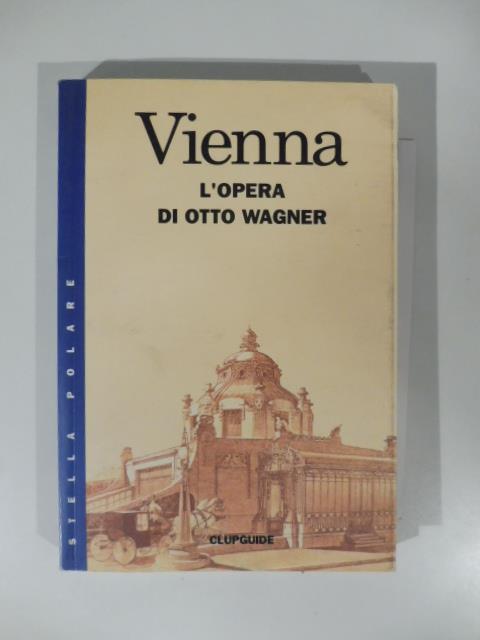 Vienna
L'OPERA
DI OTTO WAGNER
STELLA POLARE
CLUPGUIDE